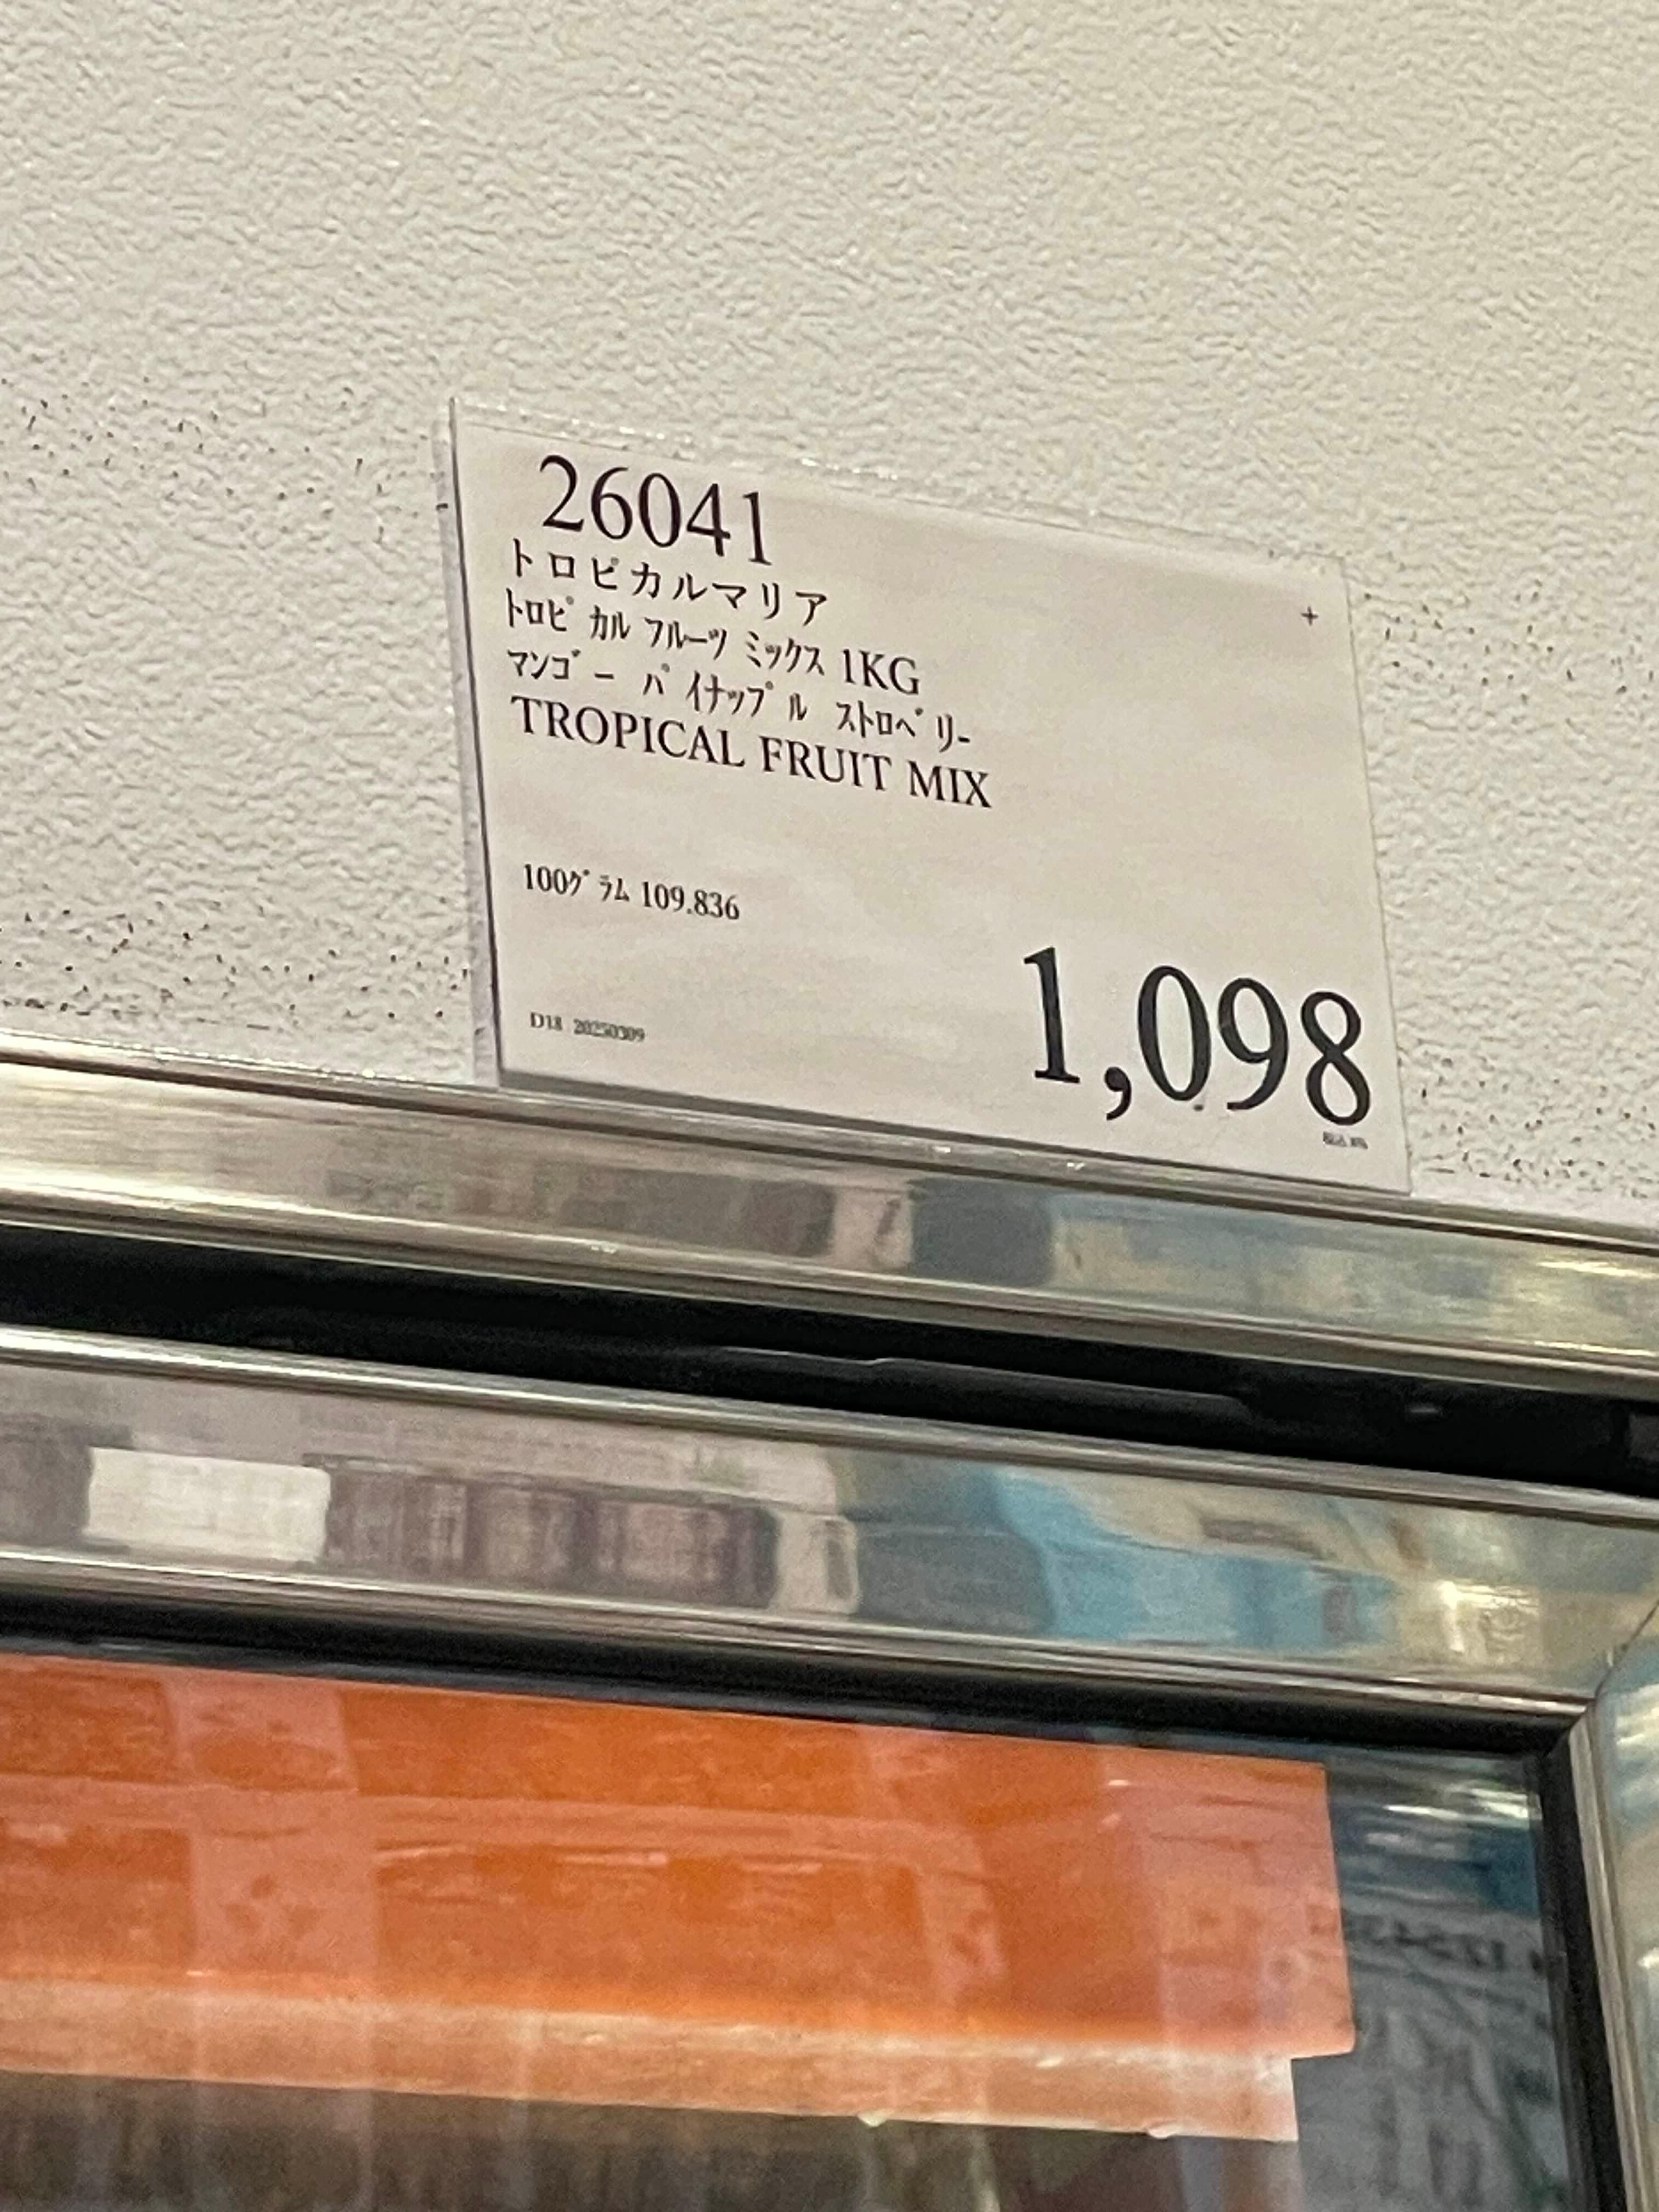 26041
+
トロピカルマリア
ﾄﾛﾋﾟｶﾙ ﾌﾙｰﾂ ﾐｯｸｽ 1KG
ﾏﾝｺﾞｰ ﾊﾟｲﾅｯﾌﾟﾙ ｽﾄﾛﾍﾞﾘｰ
TROPICAL FRUIT MIX
100ｸﾞﾗﾑ 109.836
1,098
D18 20250309